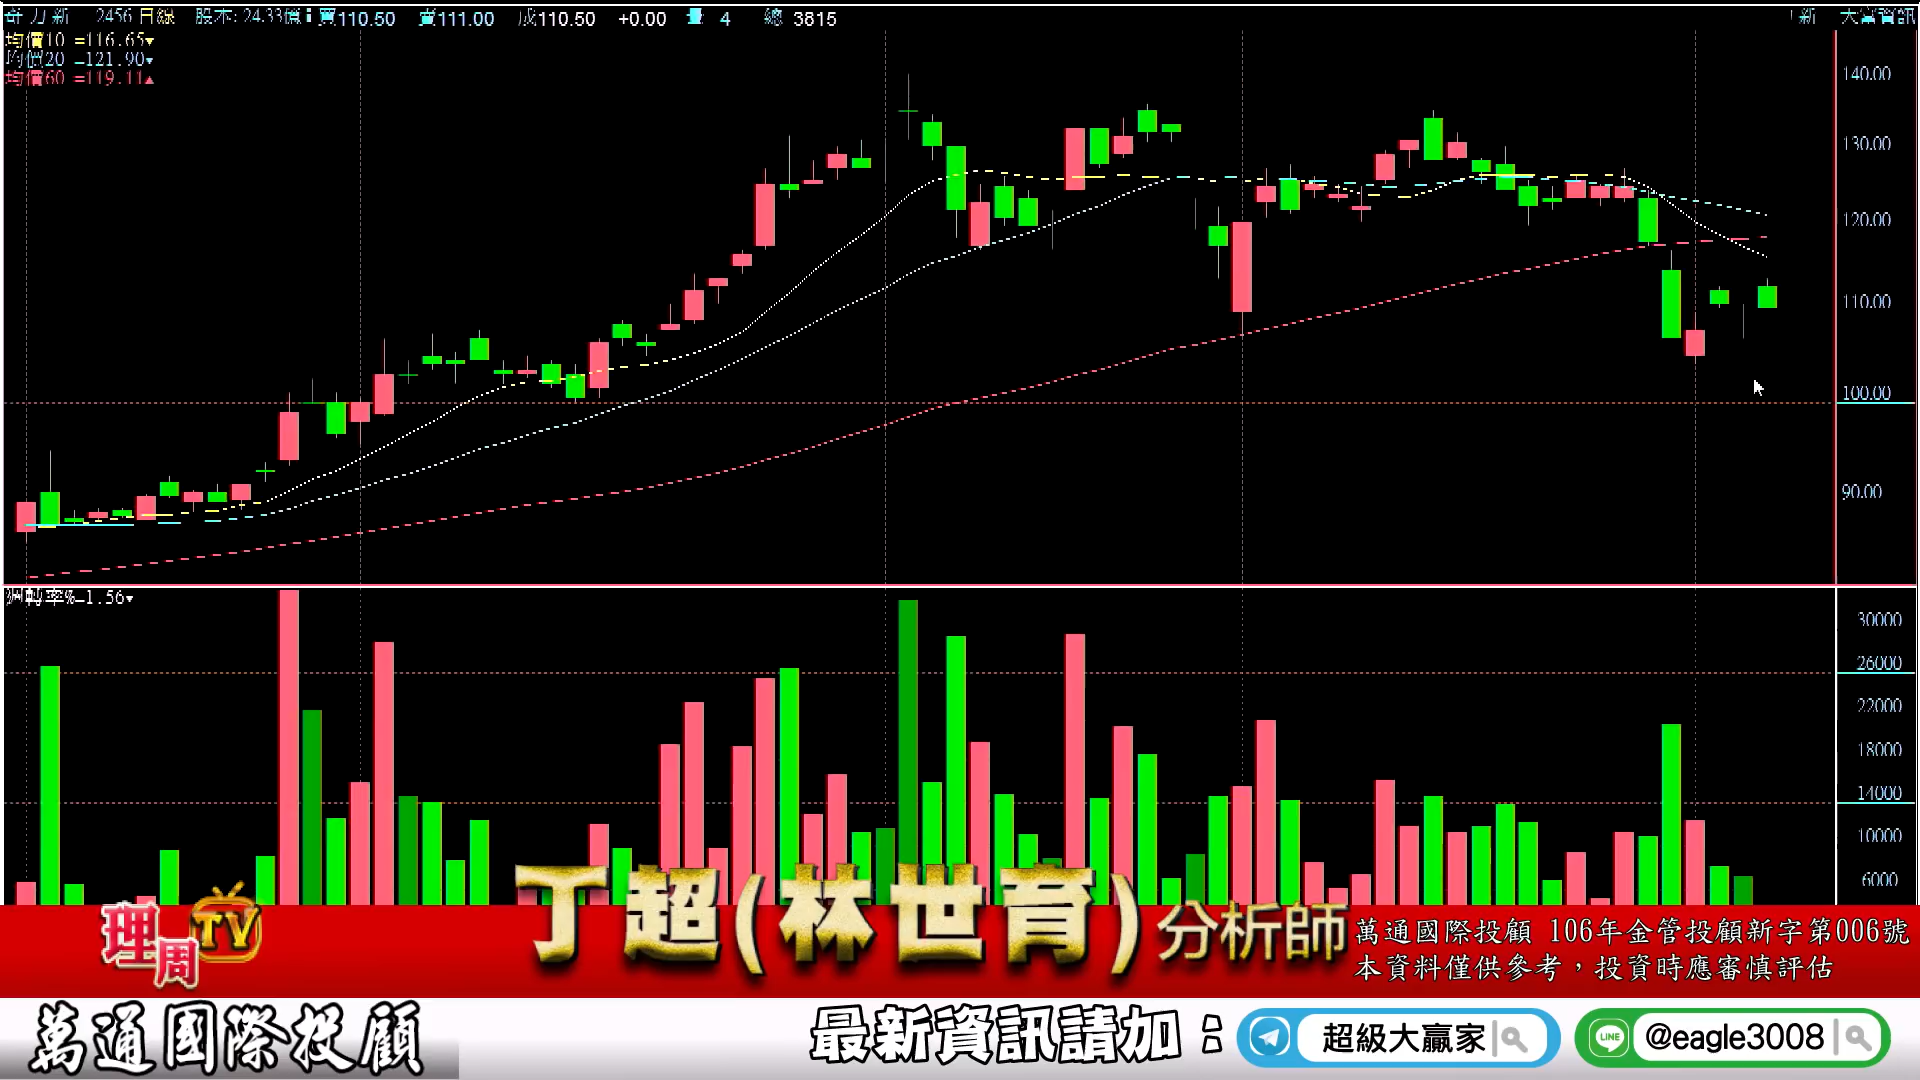 奇力新 2456 日線 股本: 24.33億 買110.50 賣111.00 成110.50 +0.00 量 4 總 3815
新 大富資訊
均價10 =116.65▼
均價20 =121.90▼
均價60 =119.11▲
140.00
130.00
120.00
110.00
100.00
90.00
週轉率% 1.56▼
30000
26000
22000
18000
14000
10000
6000
理周TV
丁超(林世育)分析師
萬通國際投顧 106年金管投顧新字第006號
本資料僅供參考，投資時應審慎評估
萬通國際投顧
最新資訊請加：
超級大贏家
LINE
@eagle3008